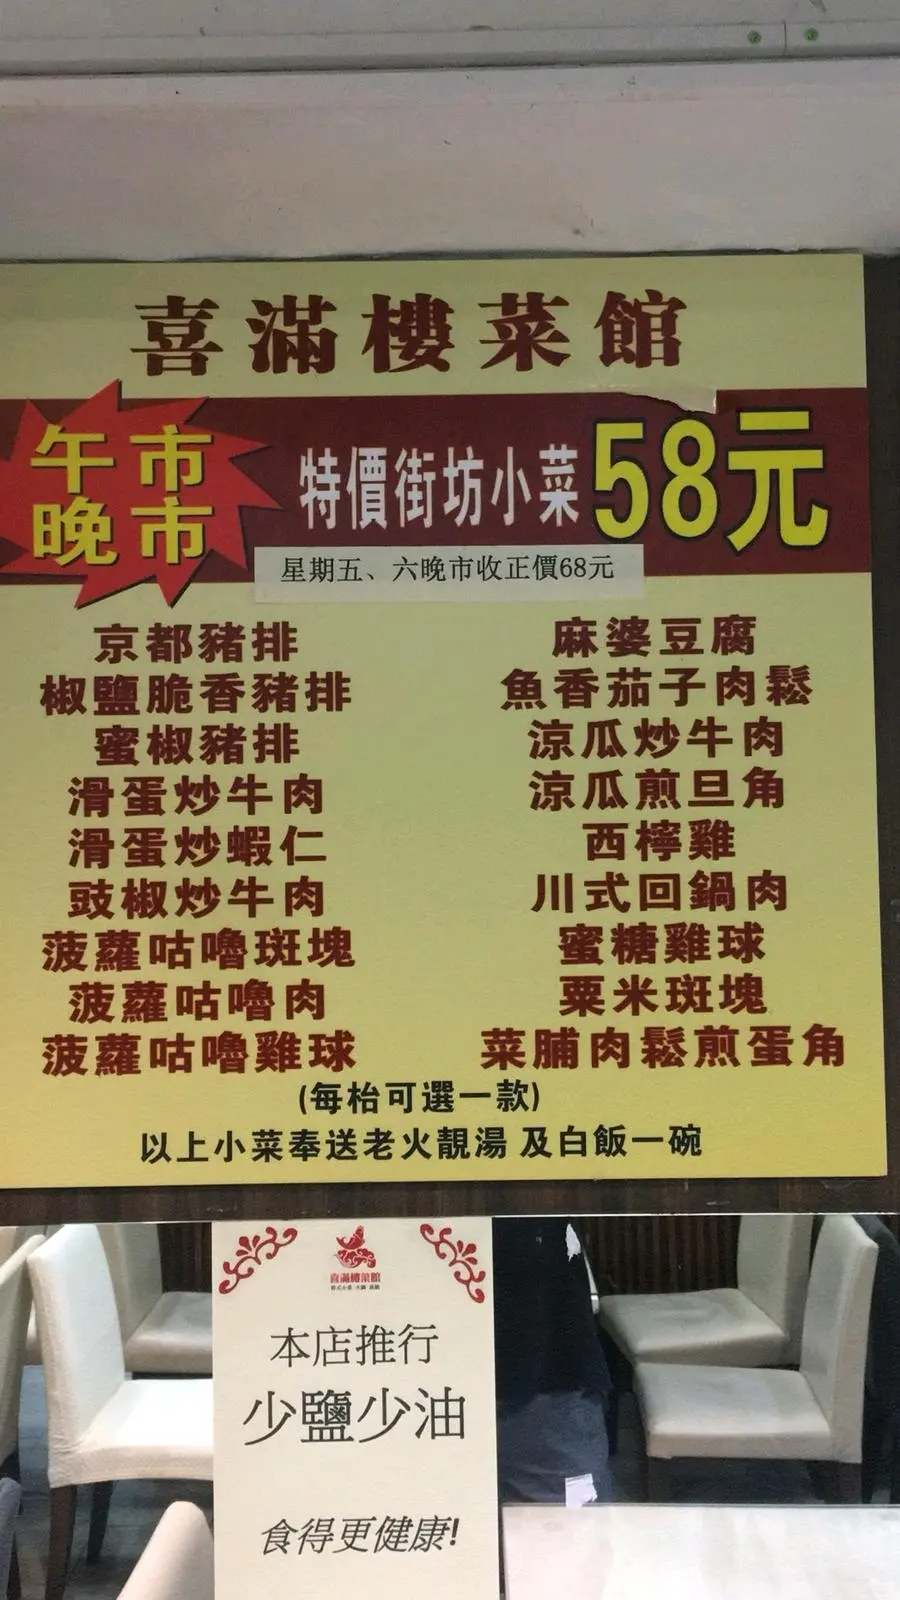 喜滿樓菜館
午市
晚市
特價街坊小菜58元
星期五、六晚市收正價68元
京都豬排
椒鹽脆香豬排
蜜椒豬排
滑蛋炒牛肉
滑蛋炒蝦仁
豉椒炒牛肉
菠蘿咕嚕斑塊
菠蘿咕嚕肉
菠蘿咕嚕雞球
麻婆豆腐
魚香茄子肉鬆
涼瓜炒牛肉
涼瓜煎旦角
西檸雞
川式回鍋肉
蜜糖雞球
粟米斑塊
菜脯肉鬆煎蛋角
(每枱可選一款)
以上小菜奉送老火靚湯 及白飯一碗
喜滿樓菜館
本店推行
少鹽少油
食得更健康!